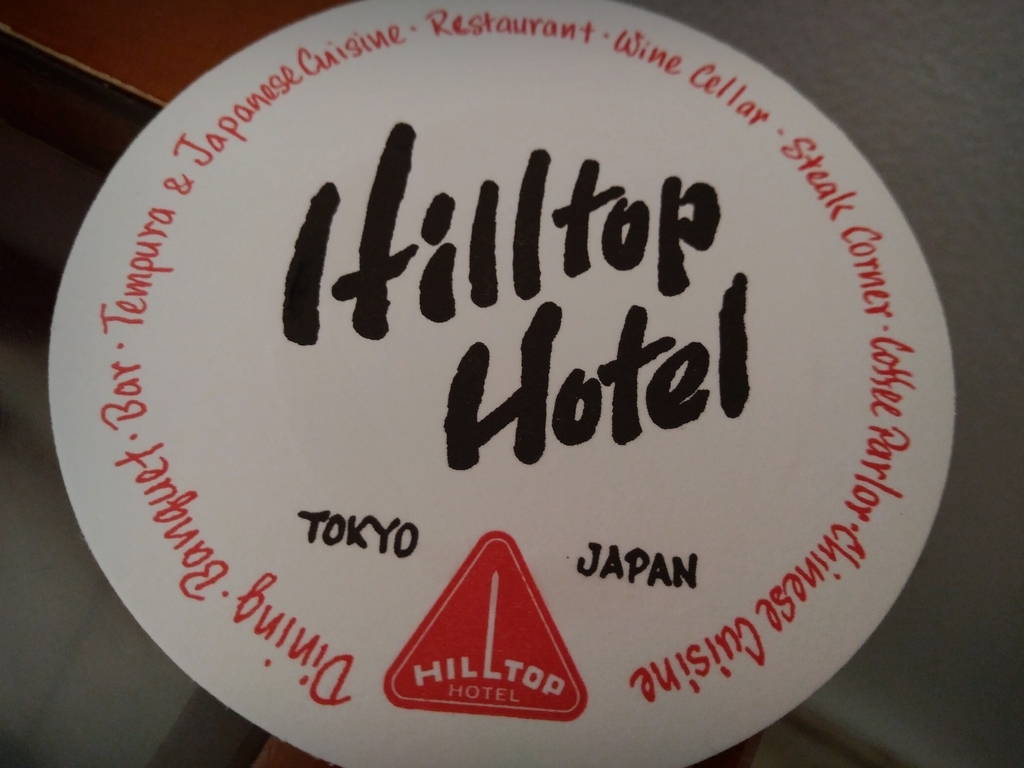 Dining · Banquet · Bar · Tempura & Japanese Cuisine · Restaurant · Wine Cellar · Steak Corner · Coffee Parlor · Chinese Cuisine
Hilltop
Hotel
TOKYO
JAPAN
HILLTOP
HOTEL